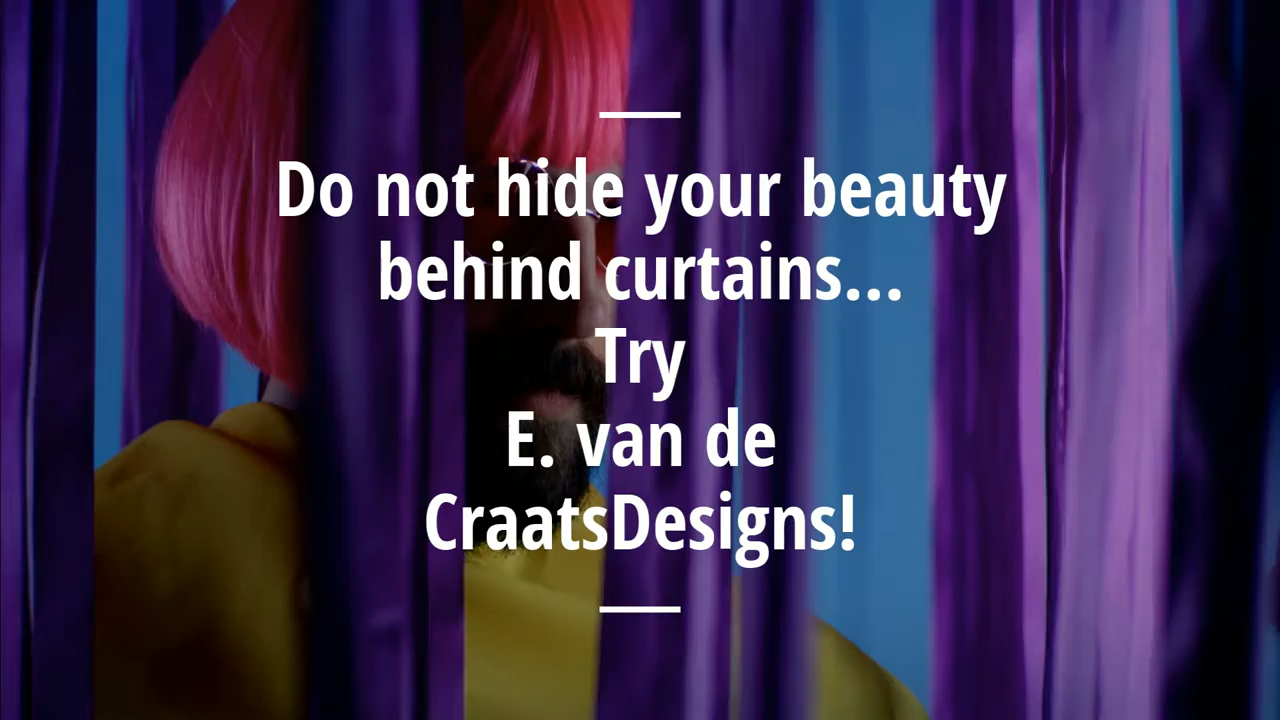 Do not hide your beauty
behind curtains...
Try
E. van de
CraatsDesigns!